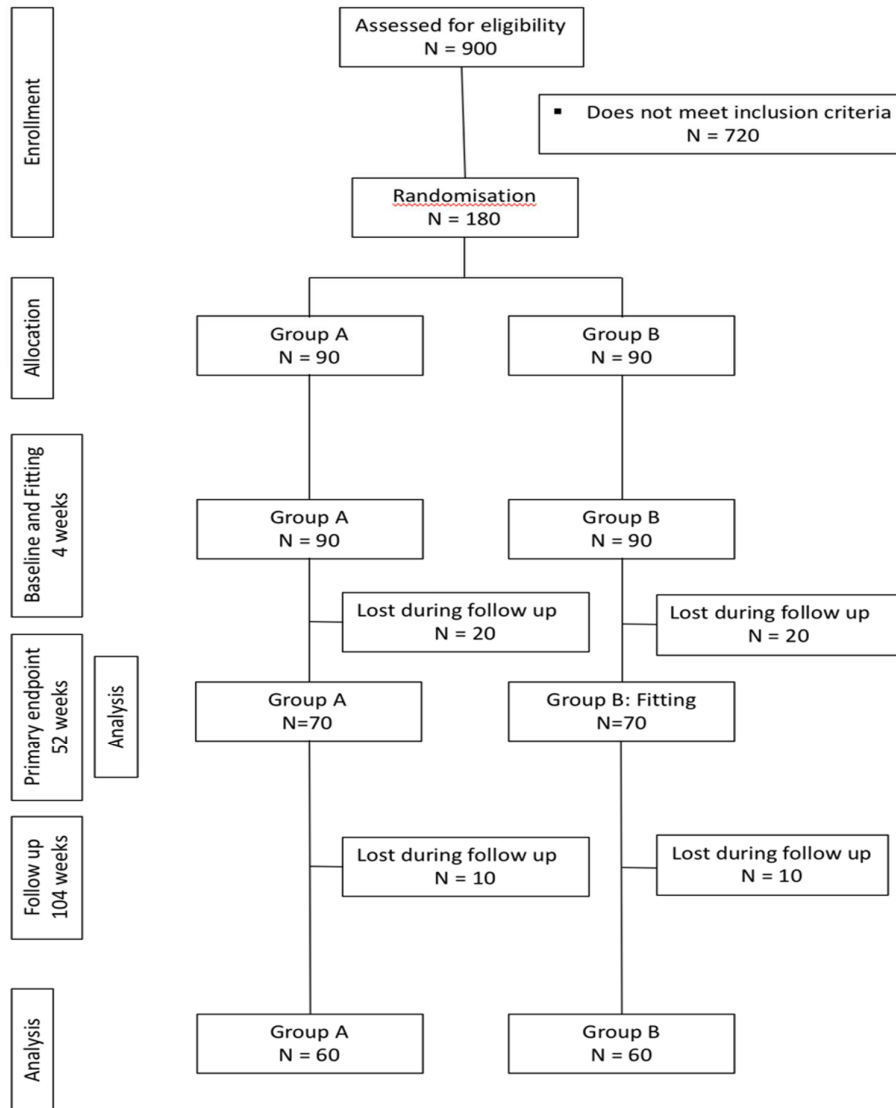 Enrollment
Assessed for eligibility
N = 900
▪ Does not meet inclusion criteria
N = 720
Randomisation
N = 180
Allocation
Group A
N = 90
Group B
N = 90
Baseline and Fitting
4 weeks
Group A
N = 90
Group B
N = 90
Lost during follow up
N = 20
Lost during follow up
N = 20
Primary endpoint
52 weeks
Analysis
Group A
N=70
Group B: Fitting
N=70
Follow up
104 weeks
Lost during follow up
N = 10
Lost during follow up
N = 10
Analysis
Group A
N = 60
Group B
N = 60